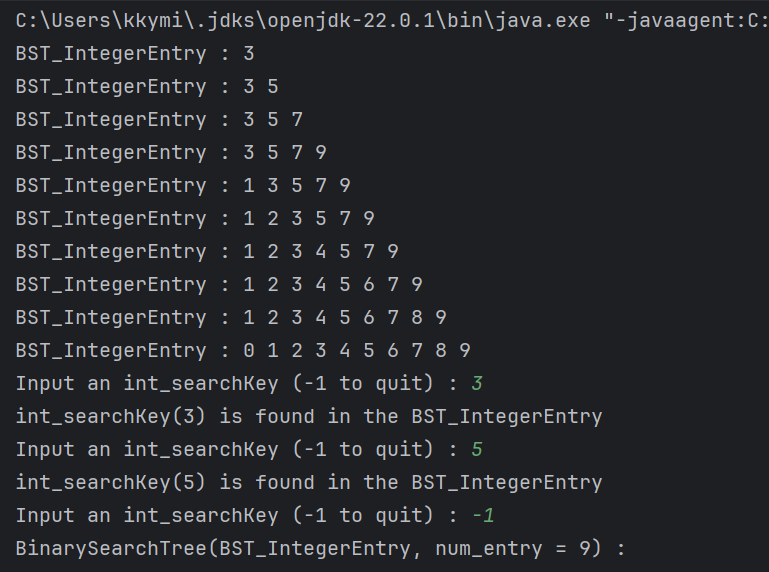 C:\Users\kkymi\.jdks\openjdk-22.0.1\bin\java.exe "-javaagent:C:
BST_IntegerEntry : 3
BST_IntegerEntry : 3 5
BST_IntegerEntry : 3 5 7
BST_IntegerEntry : 3 5 7 9
BST_IntegerEntry : 1 3 5 7 9
BST_IntegerEntry : 1 2 3 5 7 9
BST_IntegerEntry : 1 2 3 4 5 7 9
BST_IntegerEntry : 1 2 3 4 5 6 7 9
BST_IntegerEntry : 1 2 3 4 5 6 7 8 9
BST_IntegerEntry : 0 1 2 3 4 5 6 7 8 9
Input an int_searchKey (-1 to quit) : 3
int_searchKey(3) is found in the BST_IntegerEntry
Input an int_searchKey (-1 to quit) : 5
int_searchKey(5) is found in the BST_IntegerEntry
Input an int_searchKey (-1 to quit) : -1
BinarySearchTree(BST_IntegerEntry, num_entry = 9) :